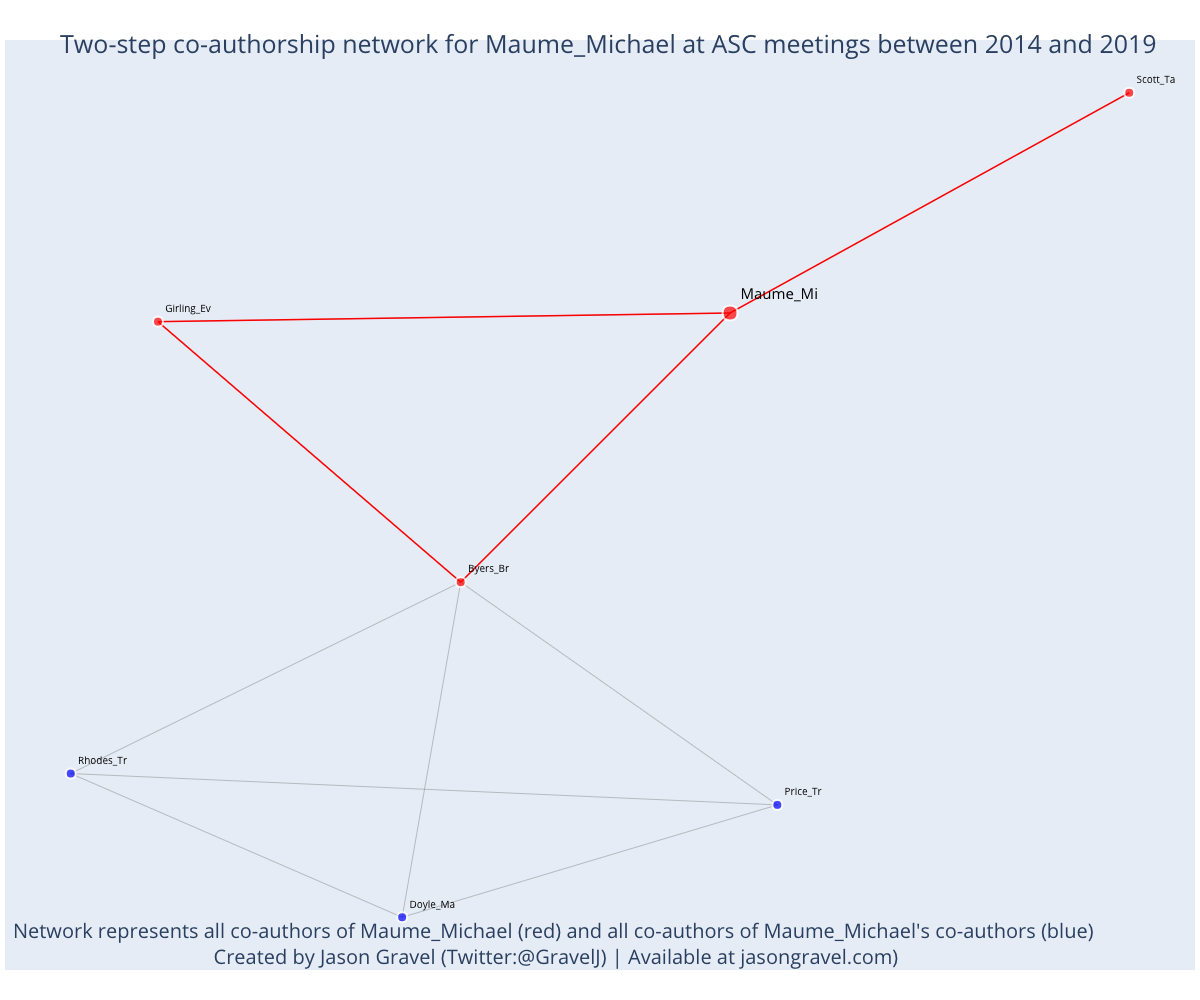 Two-step co-authorship network for Maume_Michael at ASC meetings between 2014 and 2019
Scott_Ta
Maume_Mi
Girling_Ev
Byers_Br
Rhodes_Tr
Price_Tr
Doyle_Ma
Network represents all co-authors of Maume_Michael (red) and all co-authors of Maume_Michael's co-authors (blue)
Created by Jason Gravel (Twitter:@GravelJ) | Available at jasongravel.com)